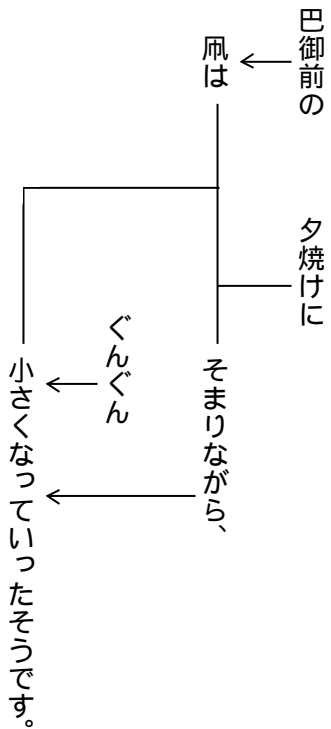 巴御前の
凧は
夕焼けに
そまりながら、
ぐんぐん
小さくなっていったそうです。